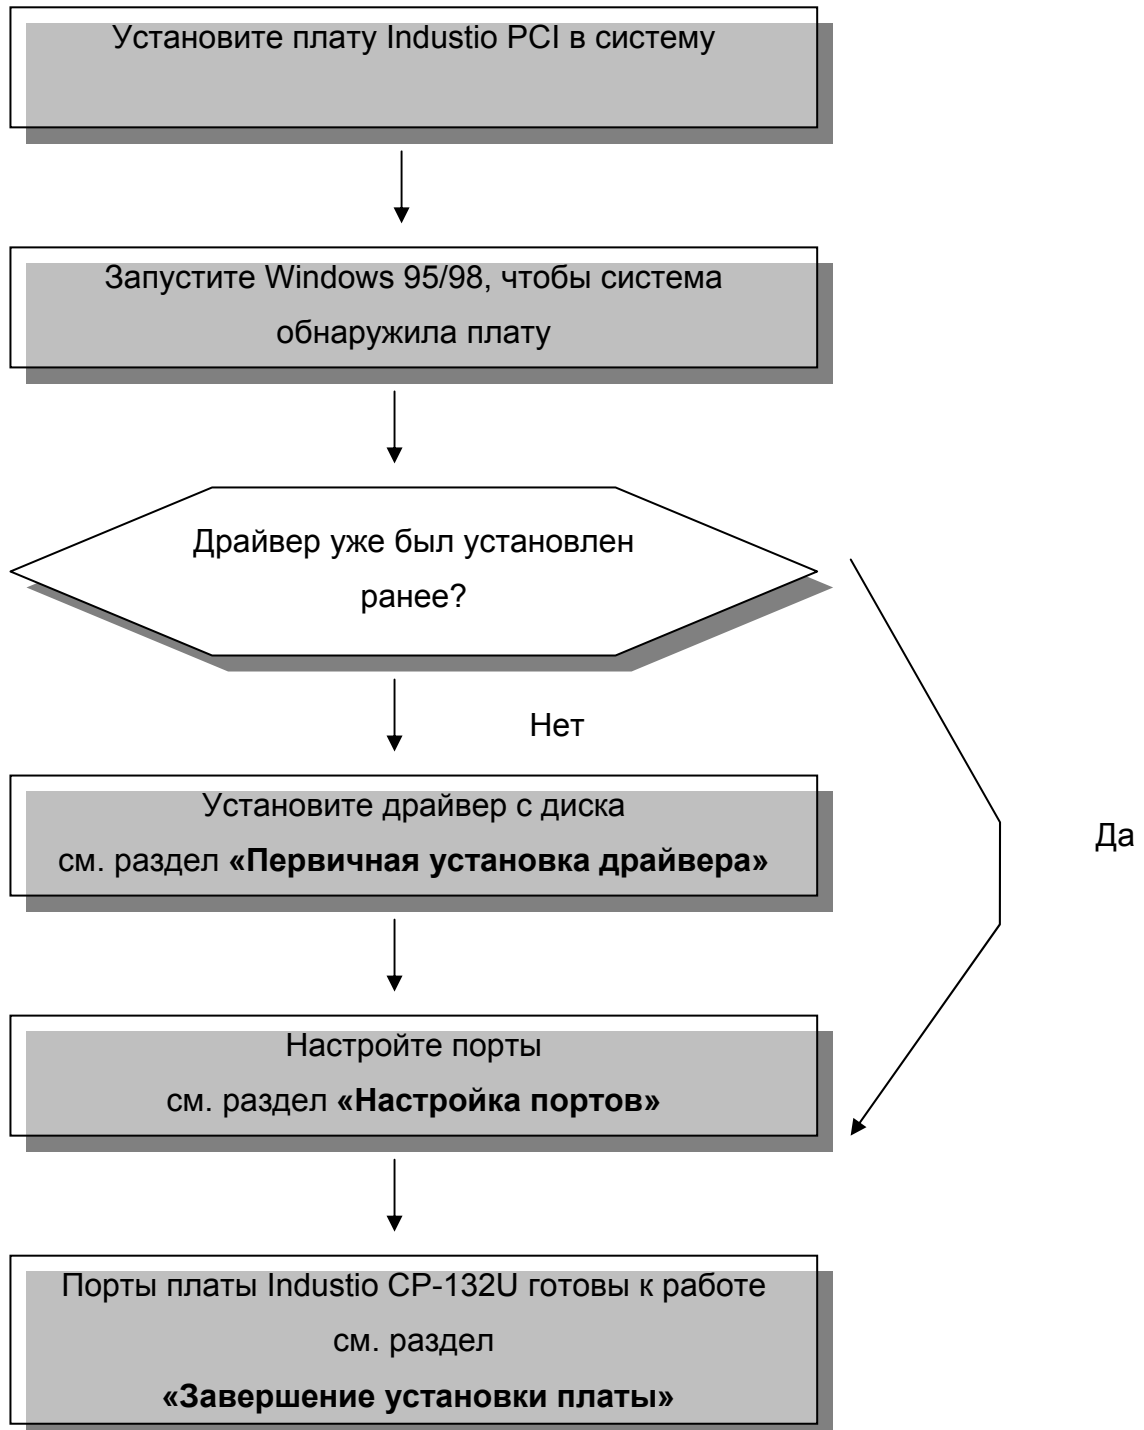 Установите плату Industio PCI в систему
Запустите Windows 95/98, чтобы система
обнаружила плату
Драйвер уже был установлен
ранее?
Нет
Установите драйвер с диска
см. раздел «Первичная установка драйвера»
Да
Настройте порты
см. раздел «Настройка портов»
Порты платы Industio CP-132U готовы к работе
см. раздел
«Завершение установки платы»